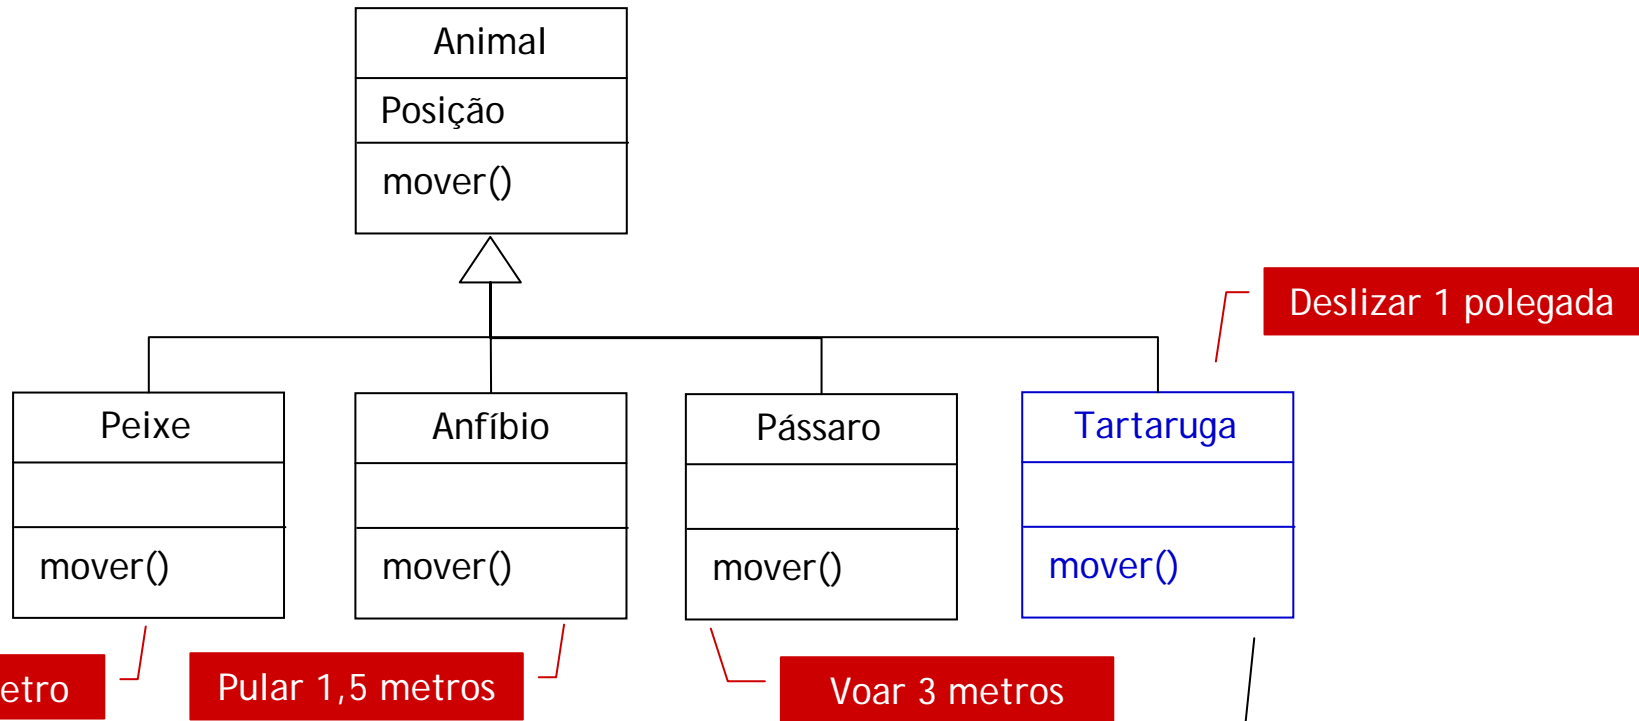 Animal
Posição
mover()
Deslizar 1 polegada
Peixe
Anfíbio
Pássaro
Tartaruga
mover()
mover()
mover()
mover()
Pular 1,5 metros
Voar 3 metros